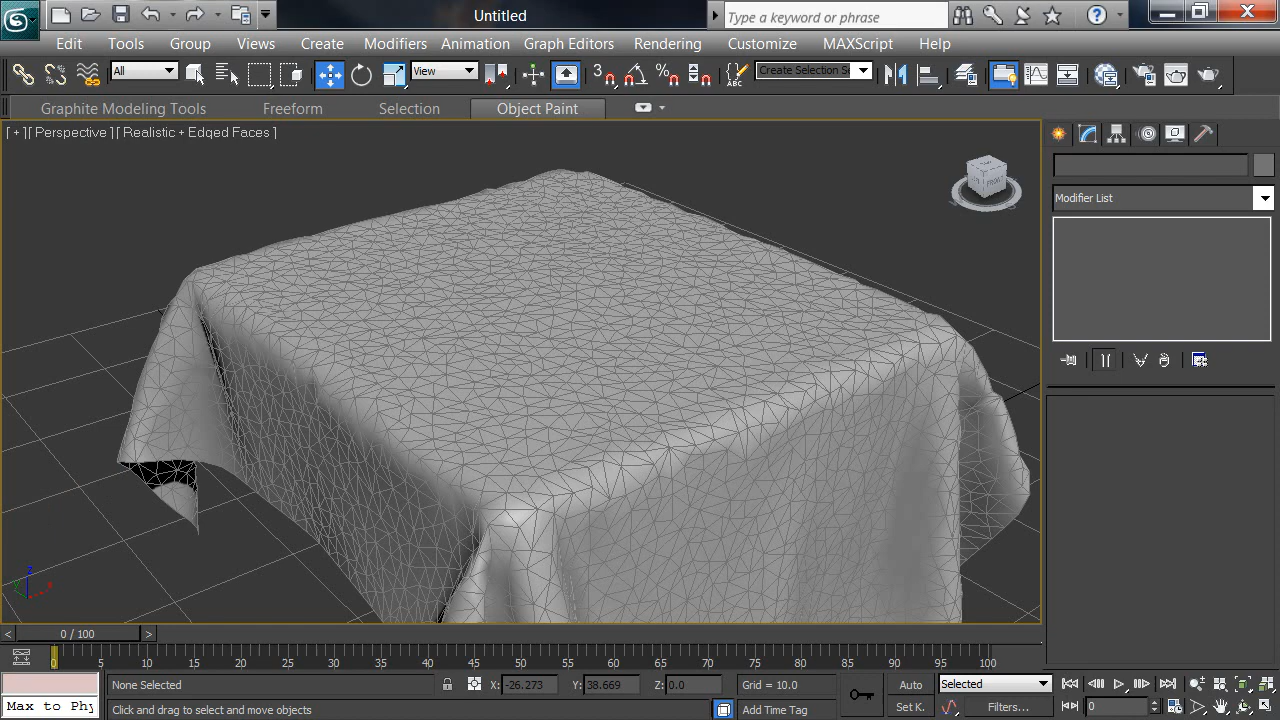 Untitled
Type a keyword or phrase
Edit Tools Group Views Create Modifiers Animation Graph Editors Rendering Customize MAXScript Help
All View 3 % ABC Create Selection Se
Graphite Modeling Tools Freeform Selection Object Paint
[ + ][ Perspective ][ Realistic + Edged Faces ]
Modifier List
z
y x
< 0 / 100 >
0 5 10 15 20 25 30 35 40 45 50 55 60 65 70 75 80 85 90 95 100
None Selected X: -26.273 Y: 38.669 Z: 0.0 Grid = 10.0 Auto Selected
Max to Phy Click and drag to select and move objects Add Time Tag Set K. Filters... 0